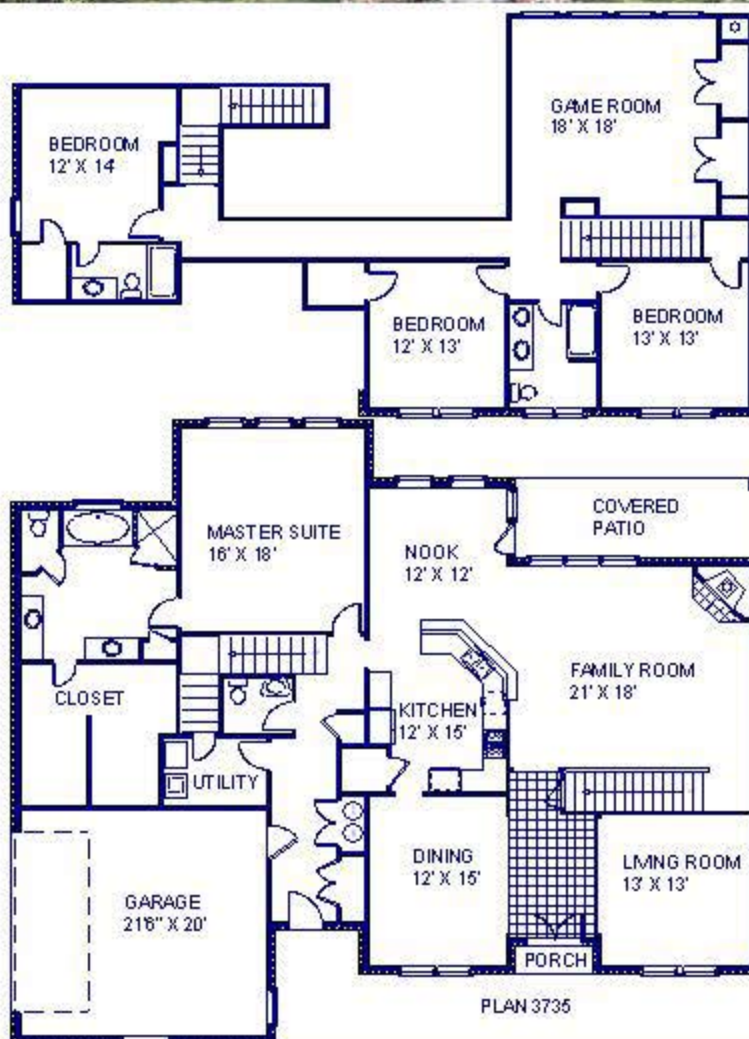 GAME ROOM
18' X 18'
BEDROOM
12' X 14'
BEDROOM
12' X 13'
BEDROOM
13' X 13'
MASTER SUITE
16' X 18'
COVERED
PATIO
NOOK
12' X 12'
FAMILY ROOM
21' X 18'
CLOSET
KITCHEN
12' X 15'
UTILITY
DINING
12' X 15'
LIVING ROOM
13' X 13'
GARAGE
21'6" X 20'
PORCH
PLAN 3735